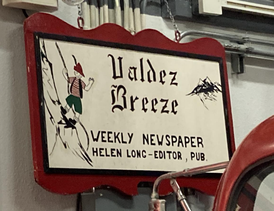 Valdez
Breeze
WEEKLY NEWSPAPER
HELEN LONG - EDITOR, PUB.